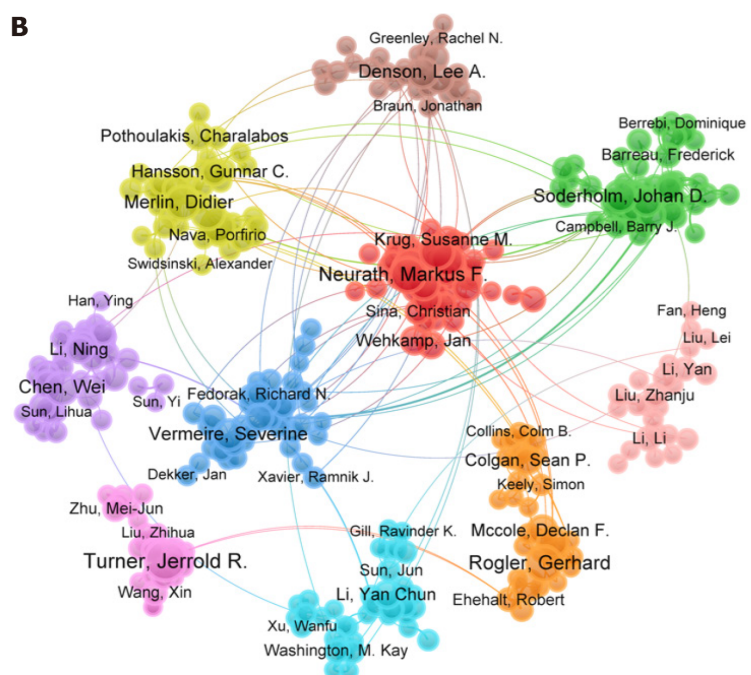 B
Greenley, Rachel N.
Denson, Lee A.
Braun, Jonathan
Pothoulakis, Charalabos
Hansson, Gunnar C.
Merlin, Didier
Nava, Porfirio
Swidsinski, Alexander
Berrebi, Dominique
Barreau, Frederick
Soderholm, Johan D.
Campbell, Barry J.
Krug, Susanne M.
Neurath, Markus F.
Sina, Christian
Wehkamp, Jan
Han, Ying
Li, Ning
Chen, Wei
Sun, Lihua
Sun, Yi
Fan, Heng
Liu, Lei
Li, Yan
Liu, Zhanju
Li, Li
Fedorak, Richard N.
Vermeire, Severine
Dekker, Jan
Xavier, Ramnik J.
Collins, Colm B.
Colgan, Sean P.
Keely, Simon
Mccole, Declan F.
Rogler, Gerhard
Ehehalt, Robert
Zhu, Mei-Jun
Liu, Zhihua
Turner, Jerrold R.
Wang, Xin
Gill, Ravinder K.
Sun, Jun
Li, Yan Chun
Xu, Wanfu
Washington, M. Kay